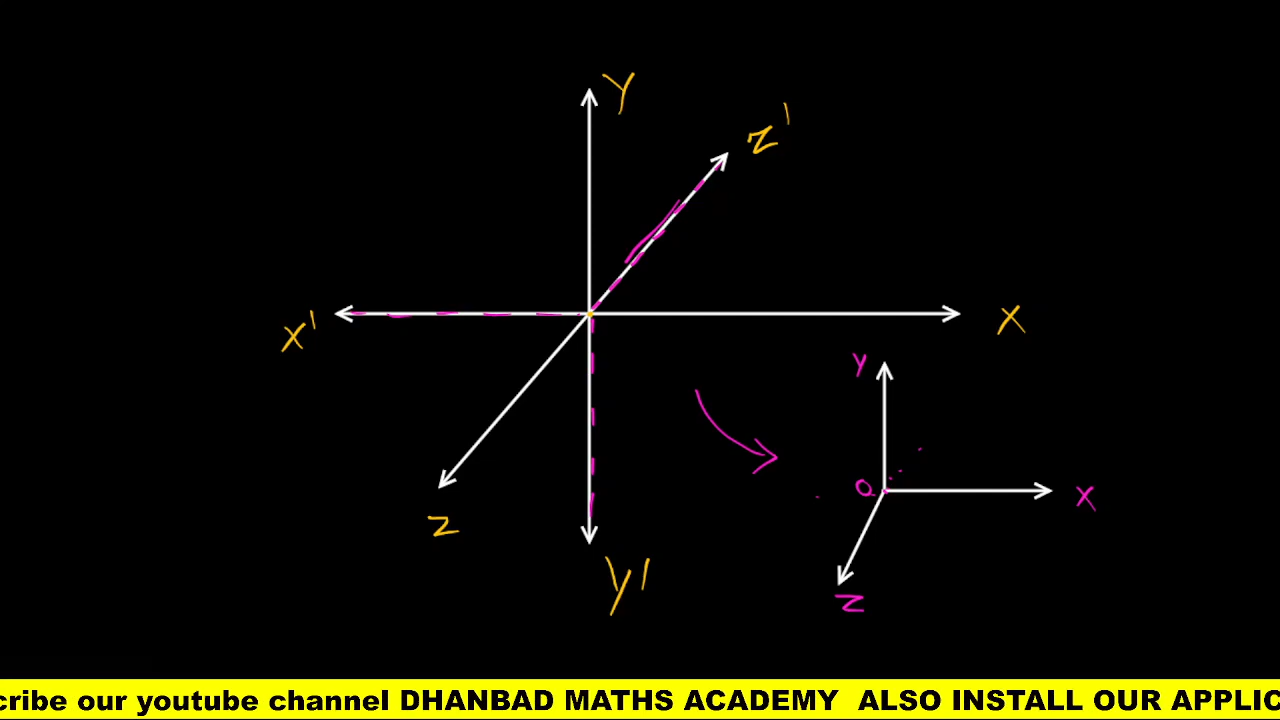 Y
z'
x'
X
Y
O
X
z
Y'
z
cribe our youtube channel DHANBAD MATHS ACADEMY ALSO INSTALL OUR APPLIC